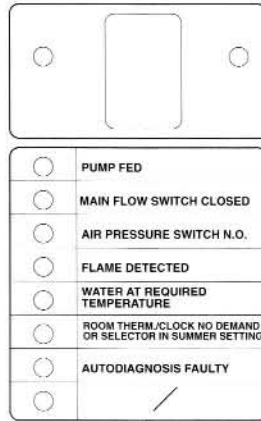 PUMP FED
MAIN FLOW SWITCH CLOSED
AIR PRESSURE SWITCH N.O.
FLAME DETECTED
WATER AT REQUIRED
TEMPERATURE
ROOM THERM./CLOCK NO DEMAND
OR SELECTOR IN SUMMER SETTING
AUTODIAGNOSIS FAULTY
/